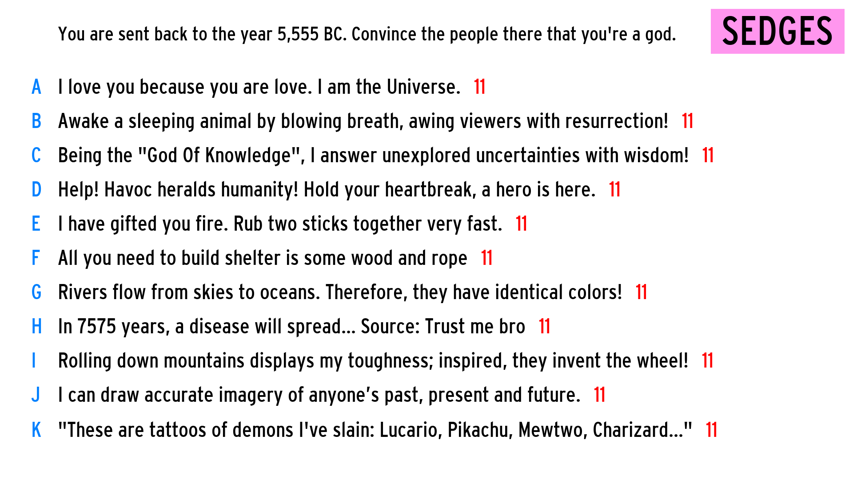 You are sent back to the year 5,555 BC. Convince the people there that you're a god.
SEDGES
A I love you because you are love. I am the Universe. 11
B Awake a sleeping animal by blowing breath, awing viewers with resurrection! 11
C Being the "God Of Knowledge", I answer unexplored uncertainties with wisdom! 11
D Help! Havoc heralds humanity! Hold your heartbreak, a hero is here. 11
E I have gifted you fire. Rub two sticks together very fast. 11
F All you need to build shelter is some wood and rope 11
G Rivers flow from skies to oceans. Therefore, they have identical colors! 11
H In 7575 years, a disease will spread... Source: Trust me bro 11
I Rolling down mountains displays my toughness; inspired, they invent the wheel! 11
J I can draw accurate imagery of anyone’s past, present and future. 11
K "These are tattoos of demons I've slain: Lucario, Pikachu, Mewtwo, Charizard..." 11